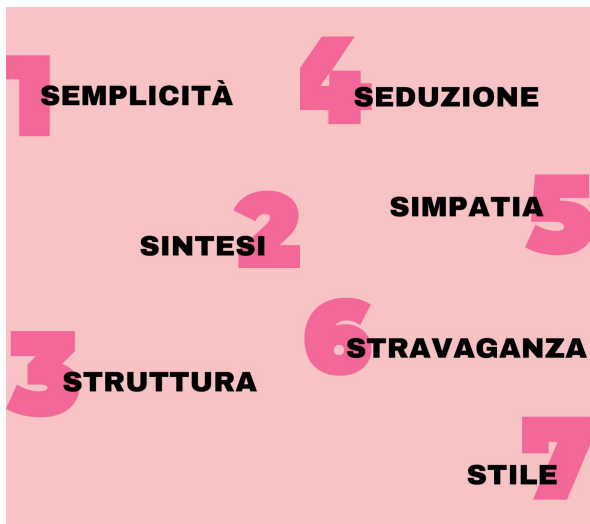 1
SEMPLICITÀ
2
SINTESI
3
STRUTTURA
4
SEDUZIONE
5
SIMPATIA
6
STRAVAGANZA
7
STILE